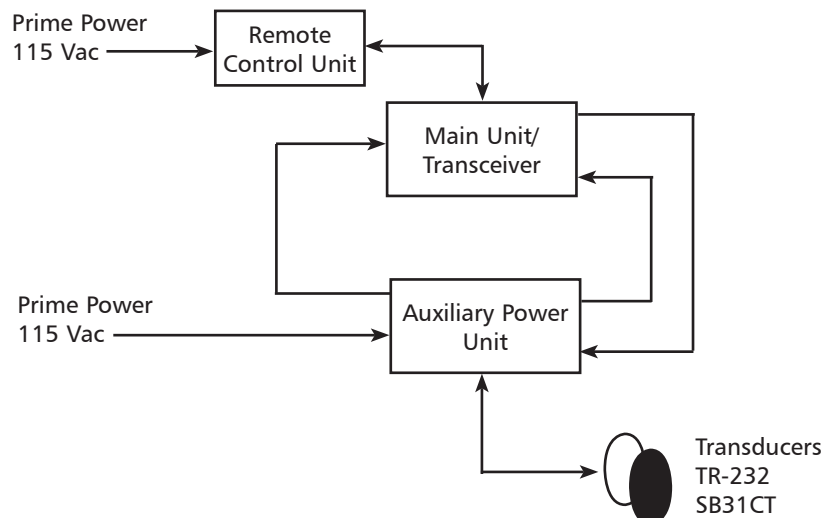 Prime Power
115 Vac
Remote
Control Unit
Main Unit/
Transceiver
Prime Power
115 Vac
Auxiliary Power
Unit
Transducers
TR-232
SB31CT